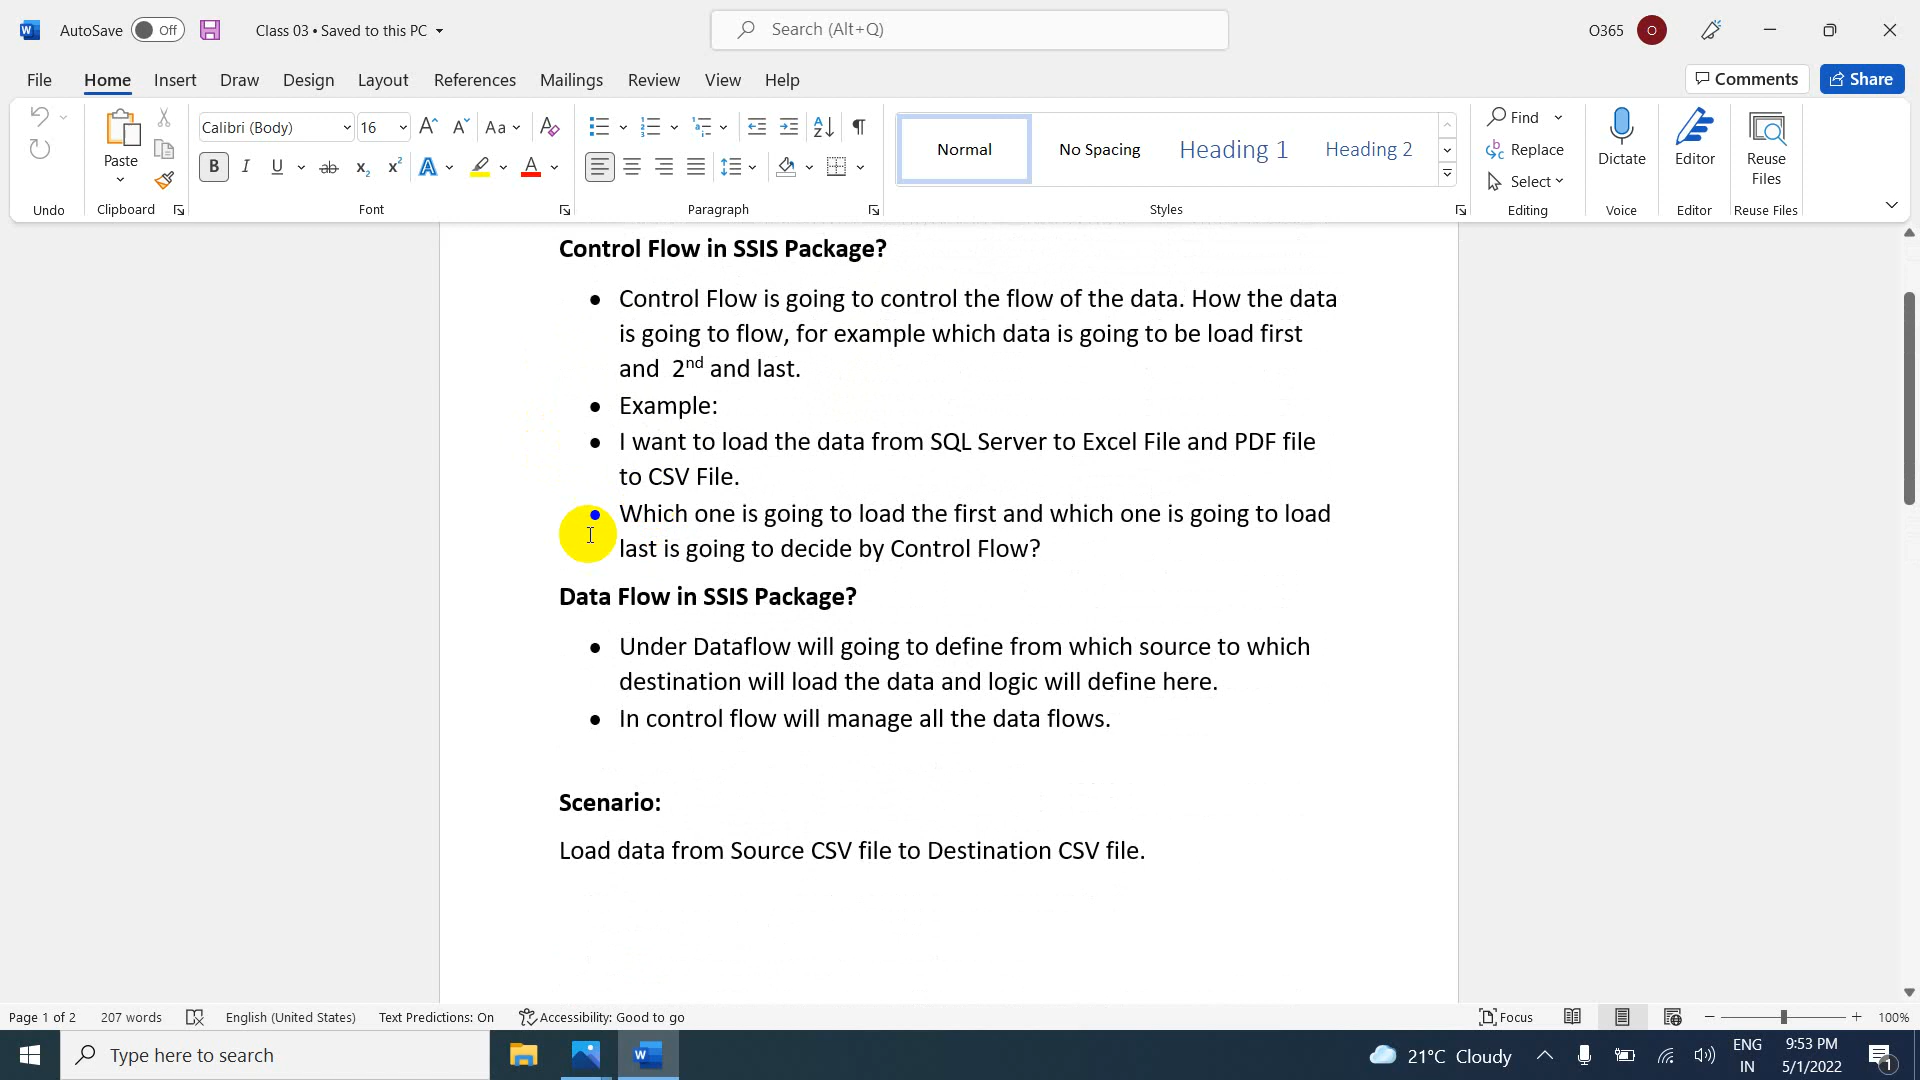 AutoSave Off Class 03 • Saved to this PC Search (Alt+Q) O365 O
File Home Insert Draw Design Layout References Mailings Review View Help Comments Share
Calibri (Body) 16 Aa Find
Paste B I U ab x₂ x² A A Normal No Spacing Heading 1 Heading 2 Replace Dictate Editor Reuse Files
Select
Undo Clipboard Font Paragraph Styles Editing Voice Editor Reuse Files
Control Flow in SSIS Package?
• Control Flow is going to control the flow of the data. How the data
is going to flow, for example which data is going to be load first
and 2nd and last.
• Example:
• I want to load the data from SQL Server to Excel File and PDF file
to CSV File.
• Which one is going to load the first and which one is going to load
last is going to decide by Control Flow?
Data Flow in SSIS Package?
• Under Dataflow will going to define from which source to which
destination will load the data and logic will define here.
• In control flow will manage all the data flows.
Scenario:
Load data from Source CSV file to Destination CSV file.
Page 1 of 2 207 words English (United States) Text Predictions: On Accessibility: Good to go Focus 100%
Type here to search 21°C Cloudy ENG IN 9:53 PM 5/1/2022 1